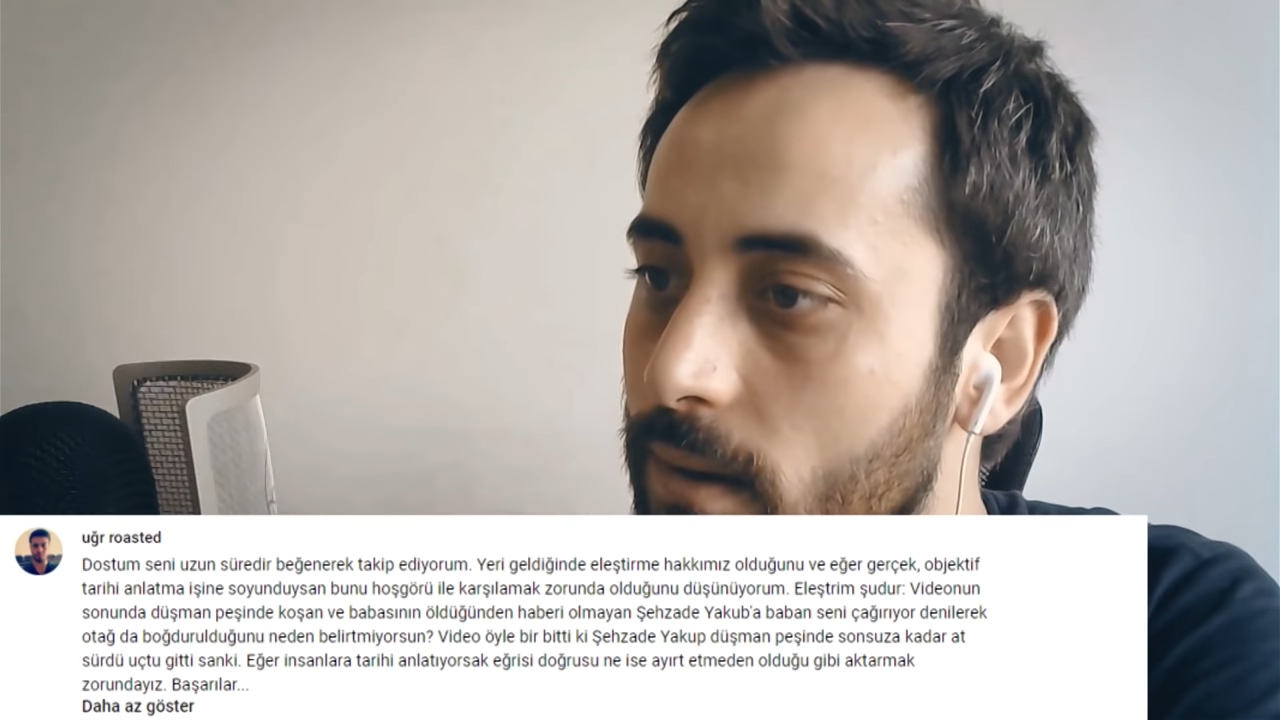 uğr roasted
Dostum seni uzun süredir beğenerek takip ediyorum. Yeri geldiğinde eleştirme hakkımız olduğunu ve eğer gerçek, objektif
tarihi anlatma işine soyunduysan bunu hoşgörü ile karşılamak zorunda olduğunu düşünüyorum. Eleştrim şudur: Videonun
sonunda düşman peşinde koşan ve babasının öldüğünden haberi olmayan Şehzade Yakub'a baban seni çağırıyor denilerek
otağ da boğdurulduğunu neden belirtmiyorsun? Video öyle bir bitti ki Şehzade Yakup düşman peşinde sonsuza kadar at
sürdü uçtu gitti sanki. Eğer insanlara tarihi anlatıyorsak eğrisi doğrusu ne ise ayırt etmeden olduğu gibi aktarmak
zorundayız. Başarılar...
Daha az göster